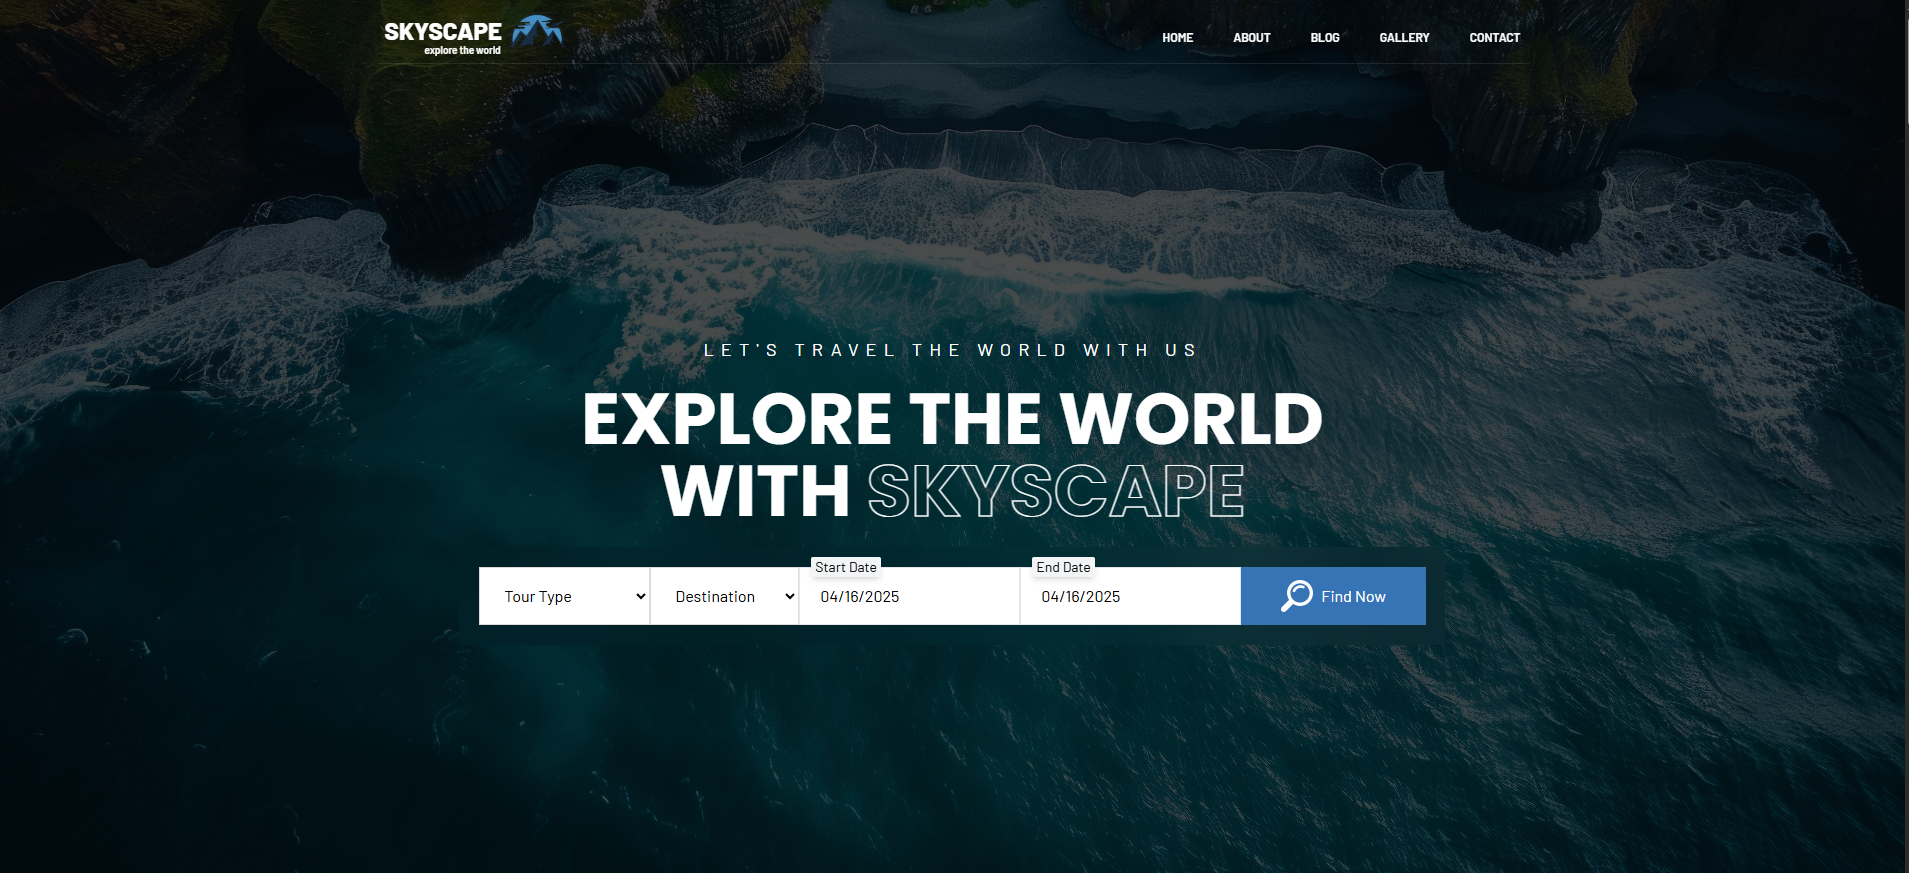 SKYSCAPE
explore the world
HOME ABOUT BLOG GALLERY CONTACT
LET'S TRAVEL THE WORLD WITH US
EXPLORE THE WORLD
WITH SKYSCAPE
Start Date End Date
Tour Type Destination 04/16/2025 04/16/2025 Find Now